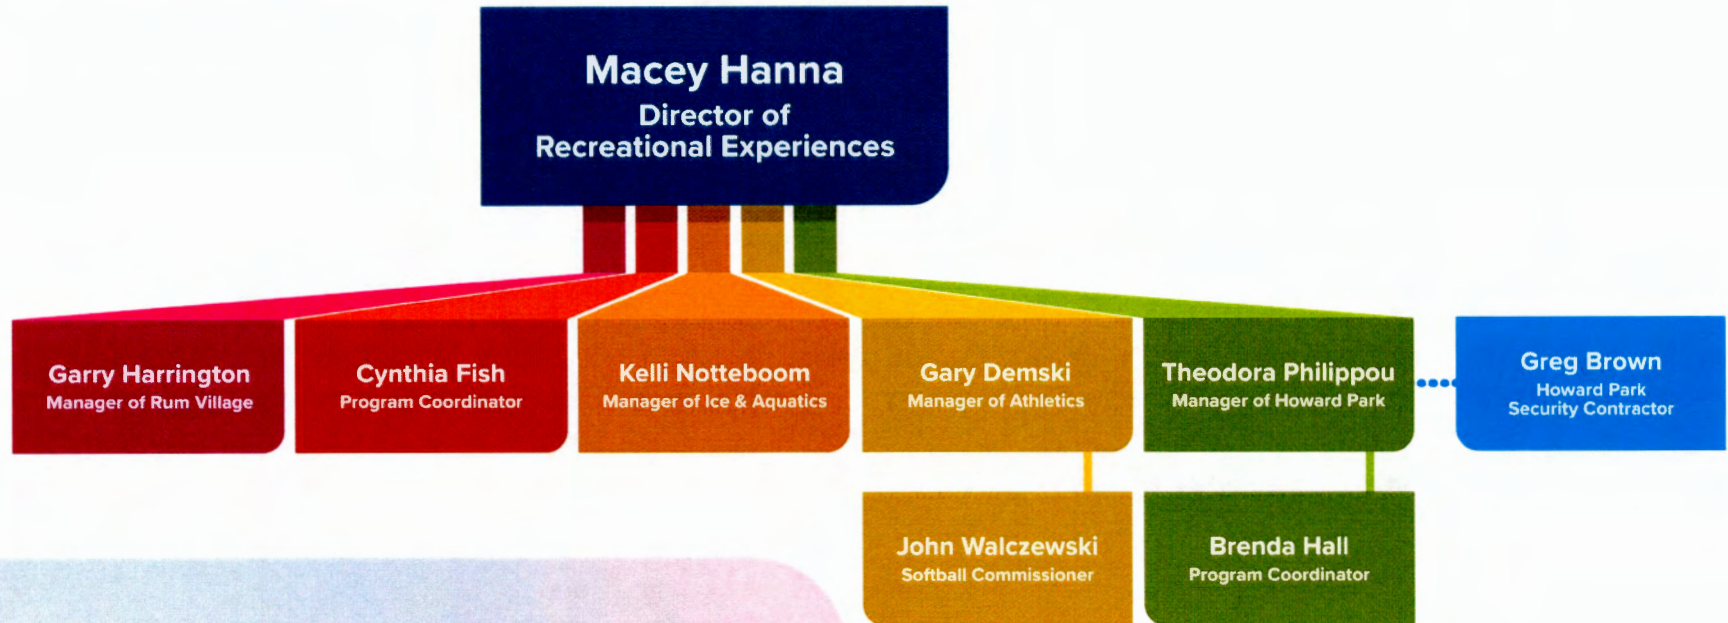 Macey Hanna
Director of
Recreational Experiences
Garry Harrington
Manager of Rum Village
Cynthia Fish
Program Coordinator
Kelli Notteboom
Manager of Ice & Aquatics
Gary Demski
Manager of Athletics
Theodora Philippou
Manager of Howard Park
Greg Brown
Howard Park
Security Contractor
John Walczewski
Softball Commissioner
Brenda Hall
Program Coordinator